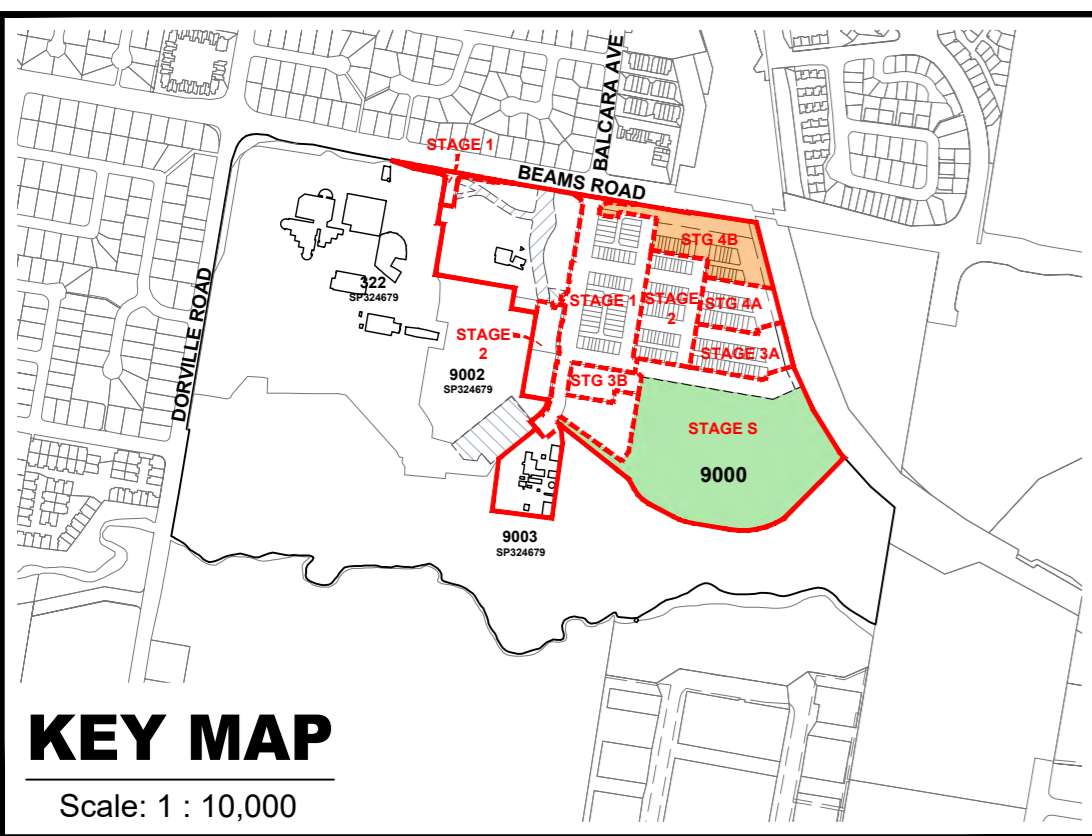 BALCARA AVE
STAGE 1
BEAMS ROAD
STG 4B
DORVILLE ROAD
322
SP324679
STAGE 1
STAGE
2
STG 4A
STAGE
2
STAGE 3A
9002
SP324679
STG 3B
STAGE S
9000
9003
SP324679
KEY MAP
Scale: 1 : 10,000